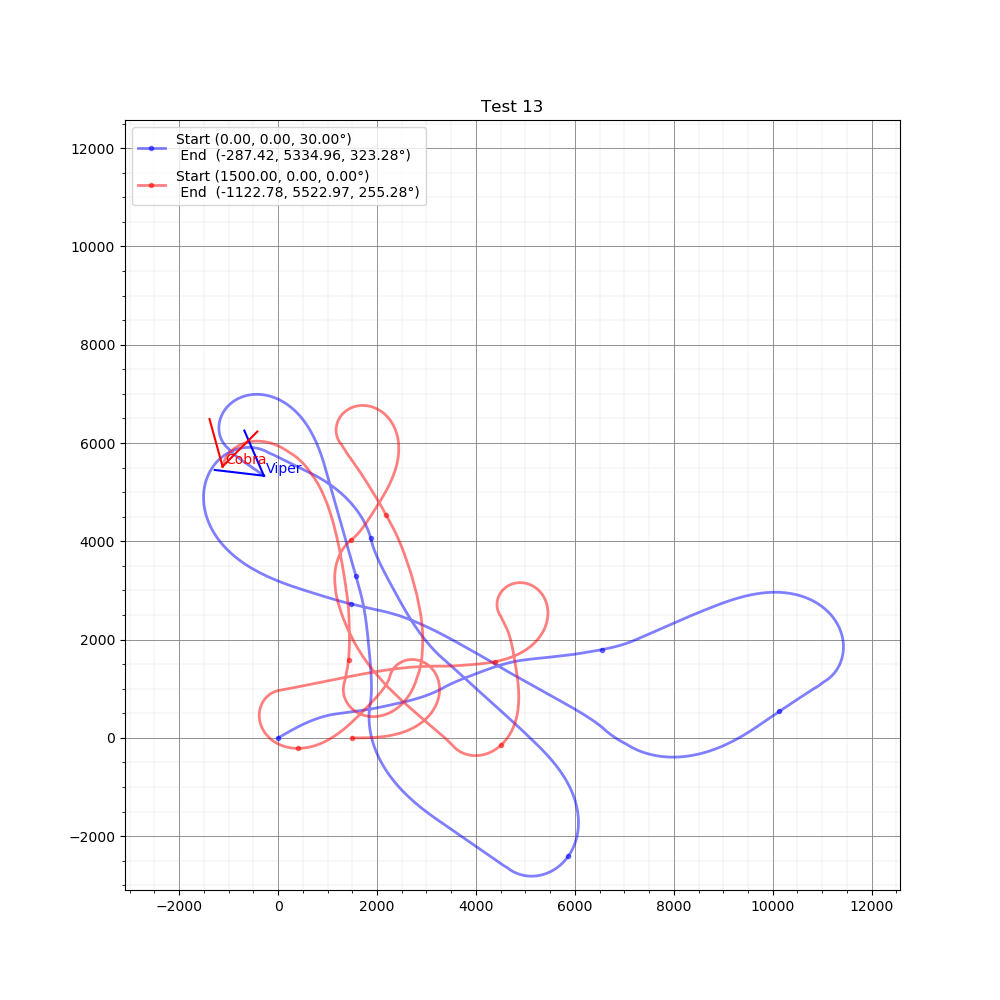 Test 13
Start (0.00, 0.00, 30.00°)
End (-287.42, 5334.96, 323.28°)
Start (1500.00, 0.00, 0.00°)
End (-1122.78, 5522.97, 255.28°)
12000
10000
8000
6000
4000
2000
0
−2000
Cobra
Viper
−2000 0 2000 4000 6000 8000 10000 12000